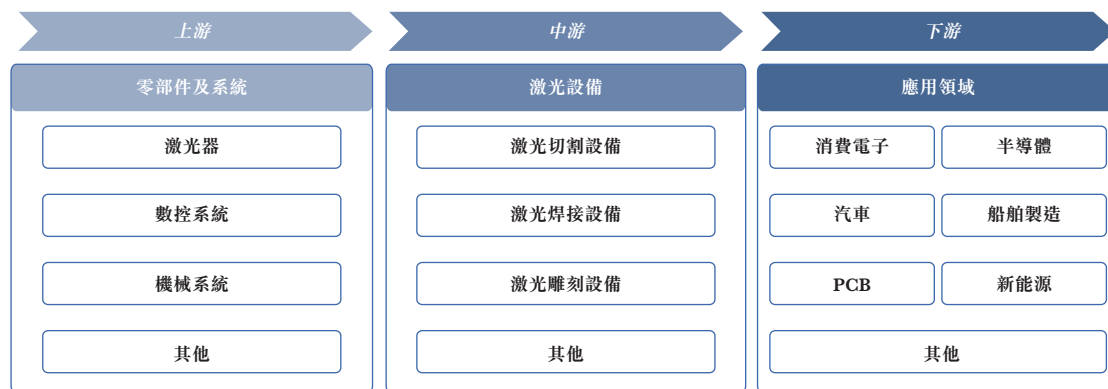 上游
中游
下游
零部件及系統
激光設備
應用領域
激光器
激光切割設備
消費電子
半導體
數控系統
激光焊接設備
汽車
船舶製造
機械系統
激光雕刻設備
PCB
新能源
其他
其他
其他